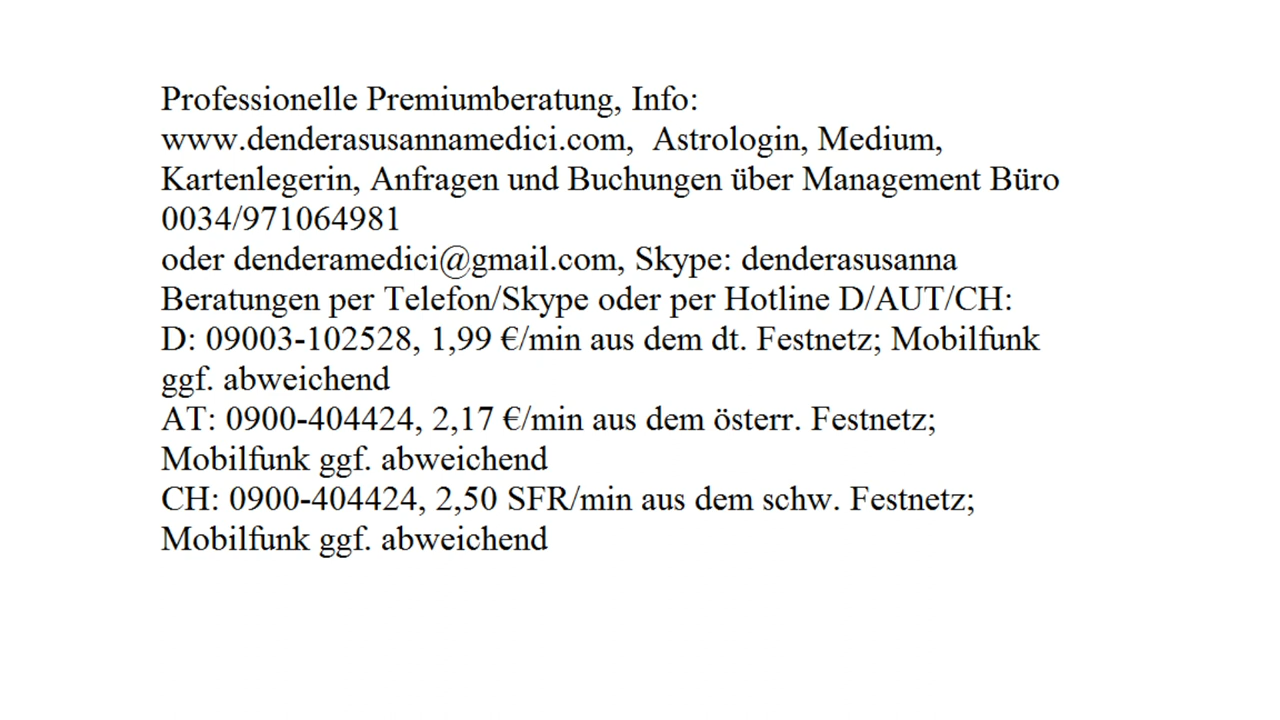 Professionelle Premiumberatung, Info:
www.denderasusannamedici.com,  Astrologin, Medium,
Kartenlegerin, Anfragen und Buchungen über Management Büro
0034/971064981
oder denderamedici@gmail.com, Skype: denderasusanna
Beratungen per Telefon/Skype oder per Hotline D/AUT/CH:
D: 09003-102528, 1,99 €/min aus dem dt. Festnetz; Mobilfunk
ggf. abweichend
AT: 0900-404424, 2,17 €/min aus dem österr. Festnetz;
Mobilfunk ggf. abweichend
CH: 0900-404424, 2,50 SFR/min aus dem schw. Festnetz;
Mobilfunk ggf. abweichend